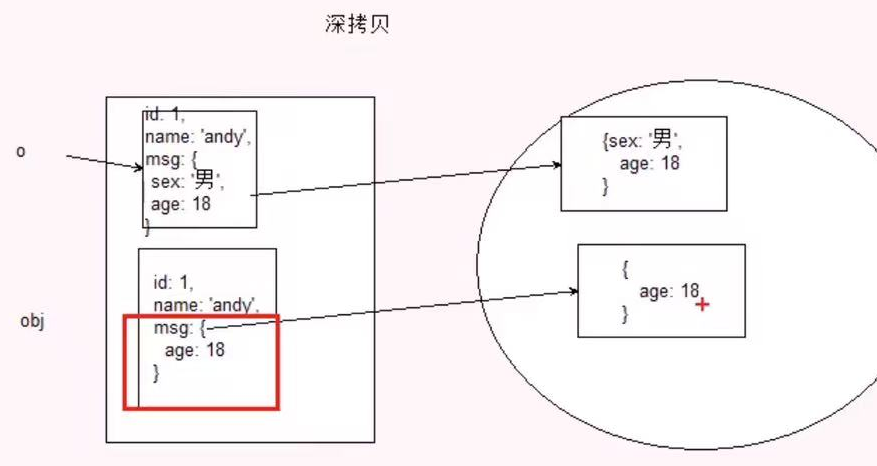 深拷贝
o
id: 1,
name: 'andy',
msg: {
sex: '男',
age: 18
}
{sex: '男',
age: 18
}
obj
id: 1,
name: 'andy',
msg: {
age: 18
}
{
age: 18
}